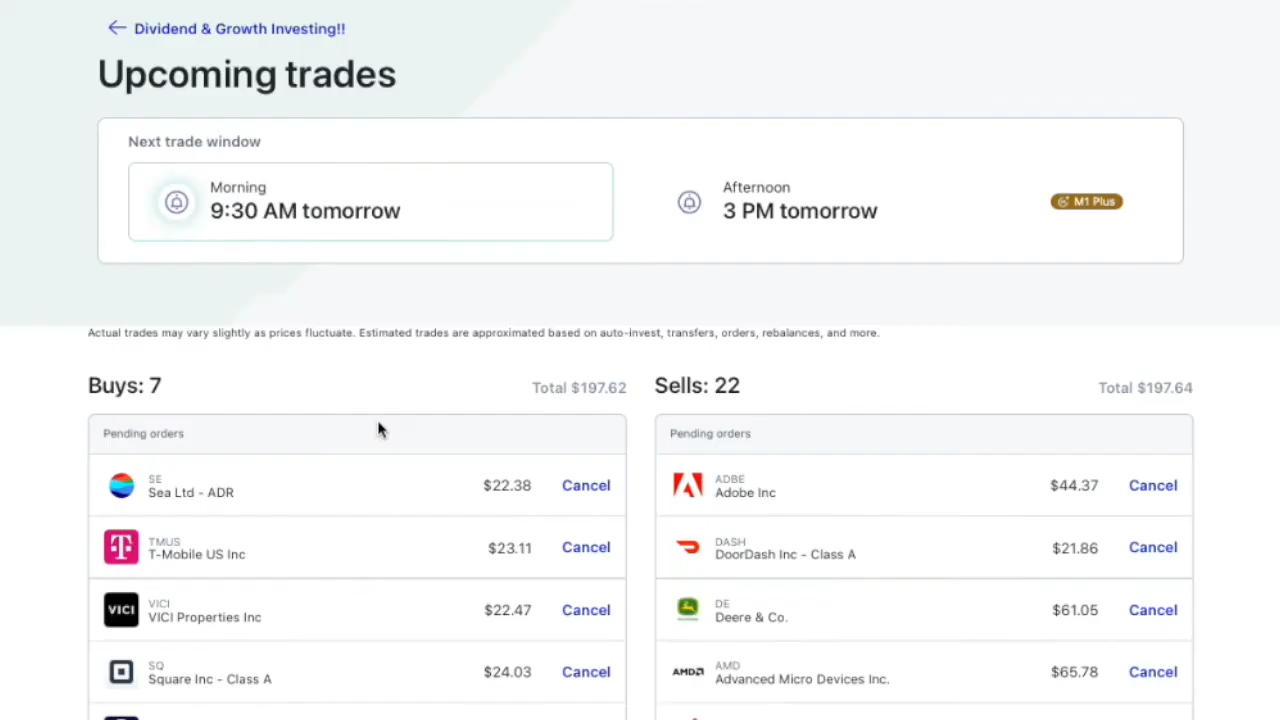 Dividend & Growth Investing!!
Upcoming trades
Next trade window
Morning
9:30 AM tomorrow
Afternoon
3 PM tomorrow
M1 Plus
Actual trades may vary slightly as prices fluctuate. Estimated trades are approximated based on auto-invest, transfers, orders, rebalances, and more.
Buys: 7
Total $197.62
Pending orders
SE
Sea Ltd - ADR
$22.38
Cancel
TMUS
T-Mobile US Inc
$23.11
Cancel
VICI
VICI
VICI Properties Inc
$22.47
Cancel
SQ
Square Inc - Class A
$24.03
Cancel
Sells: 22
Total $197.64
Pending orders
ADBE
Adobe Inc
$44.37
Cancel
DASH
DoorDash Inc - Class A
$21.86
Cancel
DE
Deere & Co.
$61.05
Cancel
AMD
AMD
Advanced Micro Devices Inc.
$65.78
Cancel